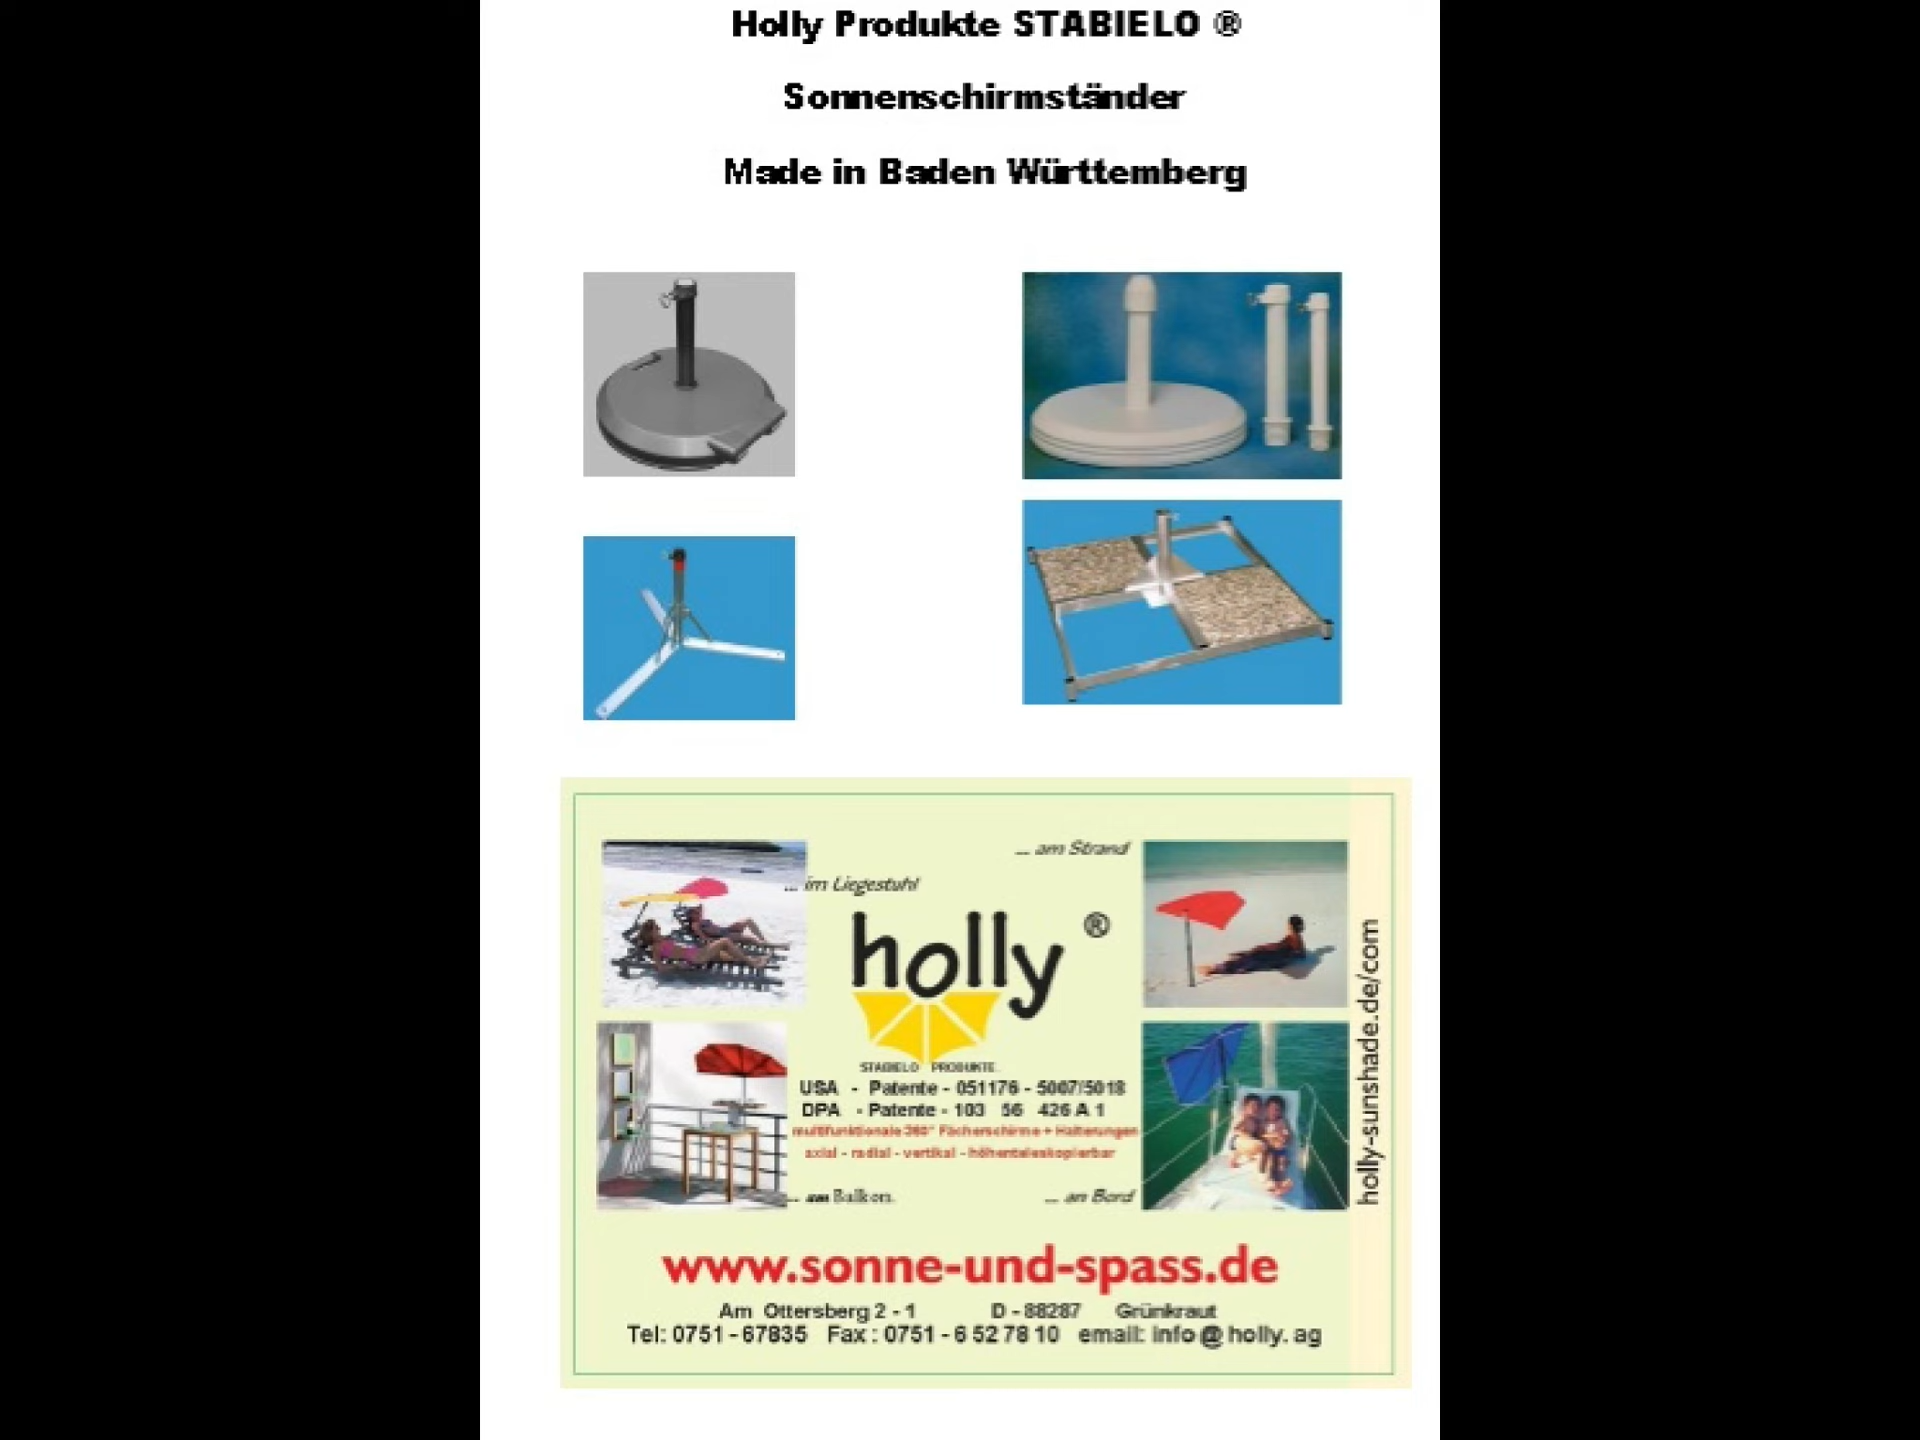 Holly Produkte STABIELO ®
Sonnenschirmständer
Made in Baden Württemberg
... am Strand
... im Liegestuhl
holly ®
STABIELO PRODUKTE
USA - Patente - 051176 - 5007/5018
DPA - Patente - 103 56 426 A 1
multifunktionale 360° Fächerschirme + Halterungen
axial - radial - vertikal - höhenteleskopierbar
... am Balkon
... an Bord
holly-sunshade.de/com
www.sonne-und-spass.de
Am Ottersberg 2 - 1 D - 88287 Grünkraut
Tel: 0751 - 67835 Fax : 0751 - 6 52 78 10 email: info @ holly. ag